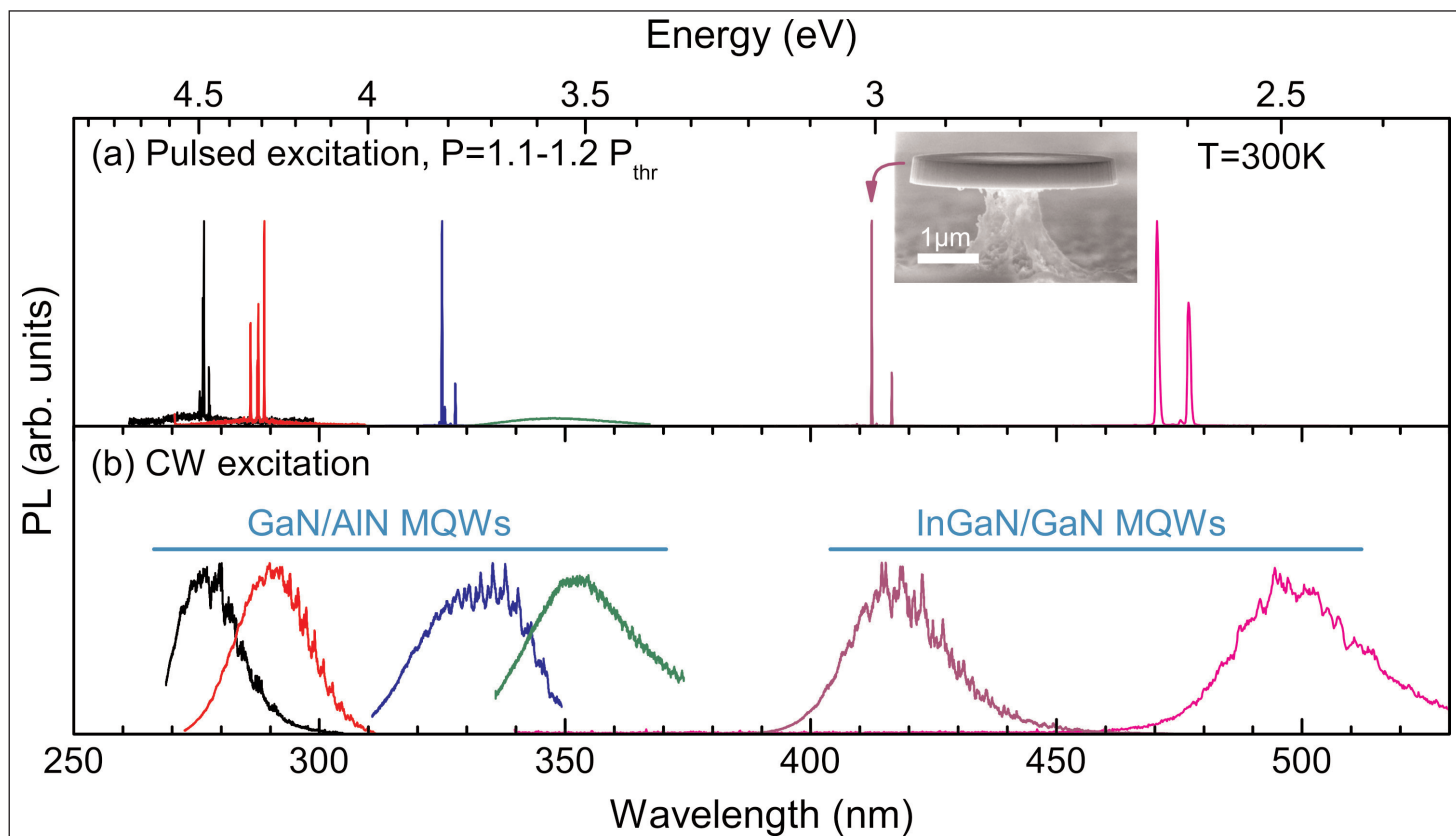 Energy (eV)
4.5 4 3.5 3 2.5
(a) Pulsed excitation, P=1.1-1.2 Pthr
T=300K
1μm
PL (arb. units)
(b) CW excitation
GaN/AlN MQWs
InGaN/GaN MQWs
250 300 350 400 450 500
Wavelength (nm)